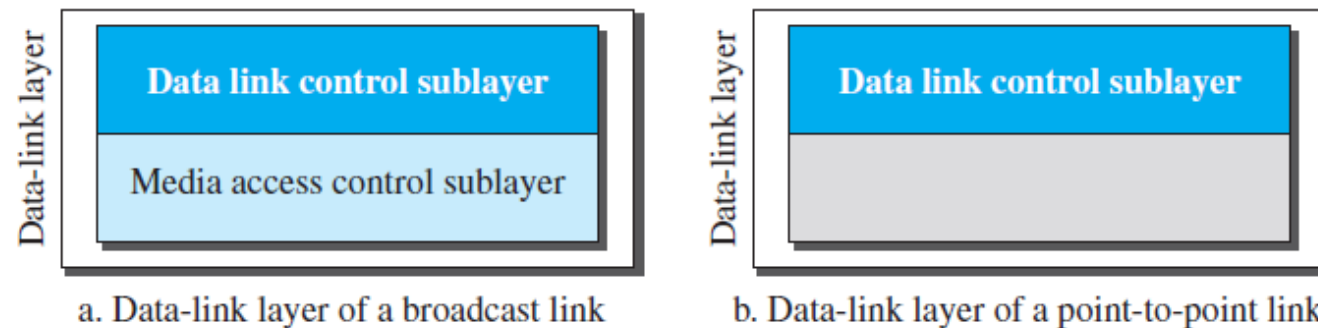 Data-link layer
Data link control sublayer
Media access control sublayer
a. Data-link layer of a broadcast link
Data-link layer
Data link control sublayer
b. Data-link layer of a point-to-point link